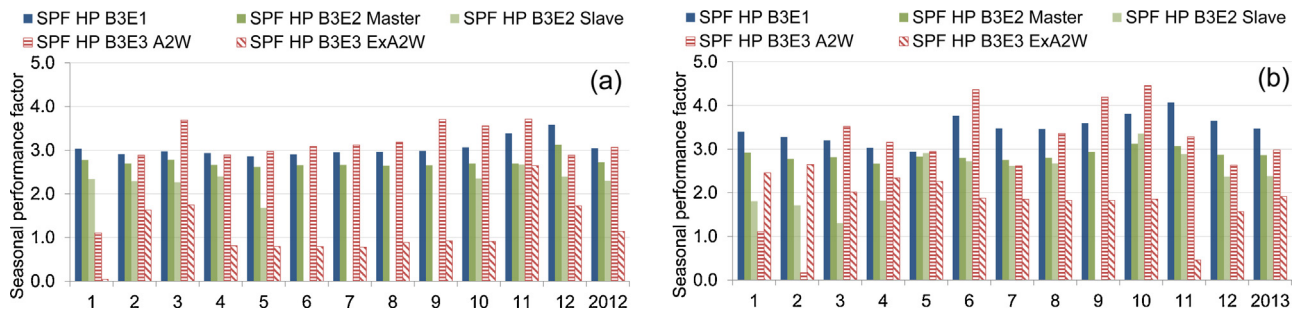 SPF HP B3E1 SPF HP B3E2 Master SPF HP B3E2 Slave
SPF HP B3E3 A2W SPF HP B3E3 ExA2W
Seasonal performance factor
5.0
4.0
3.0
2.0
1.0
0.0
(a)
1 2 3 4 5 6 7 8 9 10 11 12 2012
SPF HP B3E1 SPF HP B3E2 Master SPF HP B3E2 Slave
SPF HP B3E3 A2W SPF HP B3E3 ExA2W
Seasonal performance factor
5.0
4.0
3.0
2.0
1.0
0.0
(b)
1 2 3 4 5 6 7 8 9 10 11 12 2013